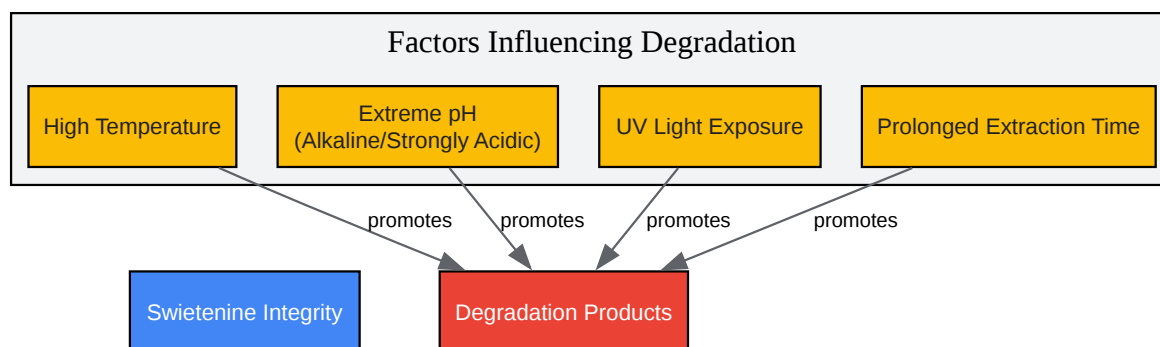 Factors Influencing Degradation
High Temperature
Extreme pH
(Alkaline/Strongly Acidic)
UV Light Exposure
Prolonged Extraction Time
promotes
promotes
promotes
promotes
Swietenine Integrity
Degradation Products